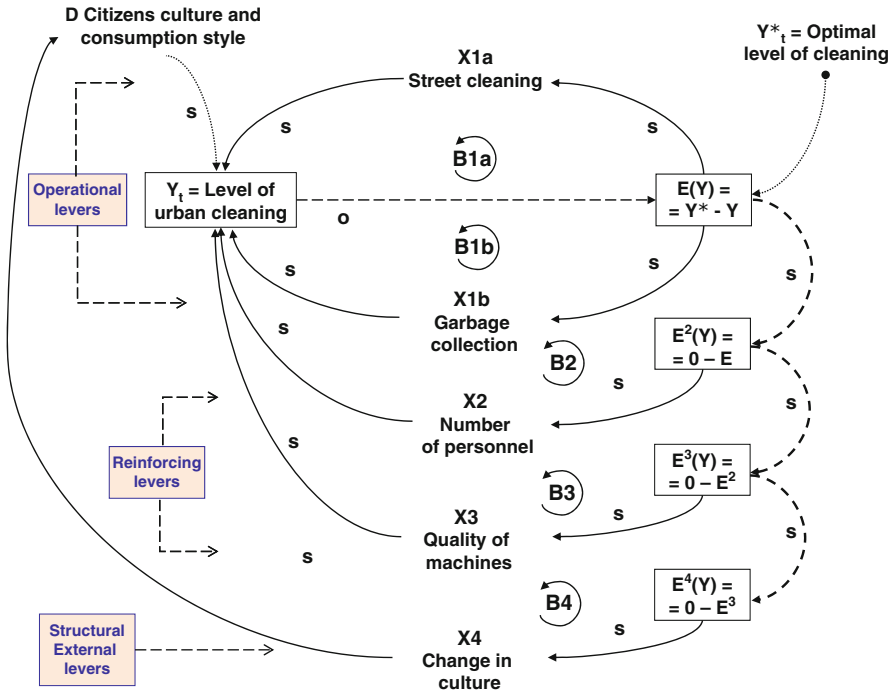 D Citizens culture and
consumption style
Y*t = Optimal
level of cleaning
X1a
Street cleaning
s
s
s
B1a
Operational
levers
Yt = Level of
urban cleaning
E(Y) =
= Y* - Y
o
B1b
s
s
s
X1b
Garbage
collection
s
E²(Y) =
= 0 – E
B2
s
X2
Number
of personnel
s
s
Reinforcing
levers
E³(Y) =
= 0 – E²
B3
s
X3
Quality of
machines
s
s
E⁴(Y) =
= 0 – E³
B4
s
Structural
External
levers
X4
Change in
culture